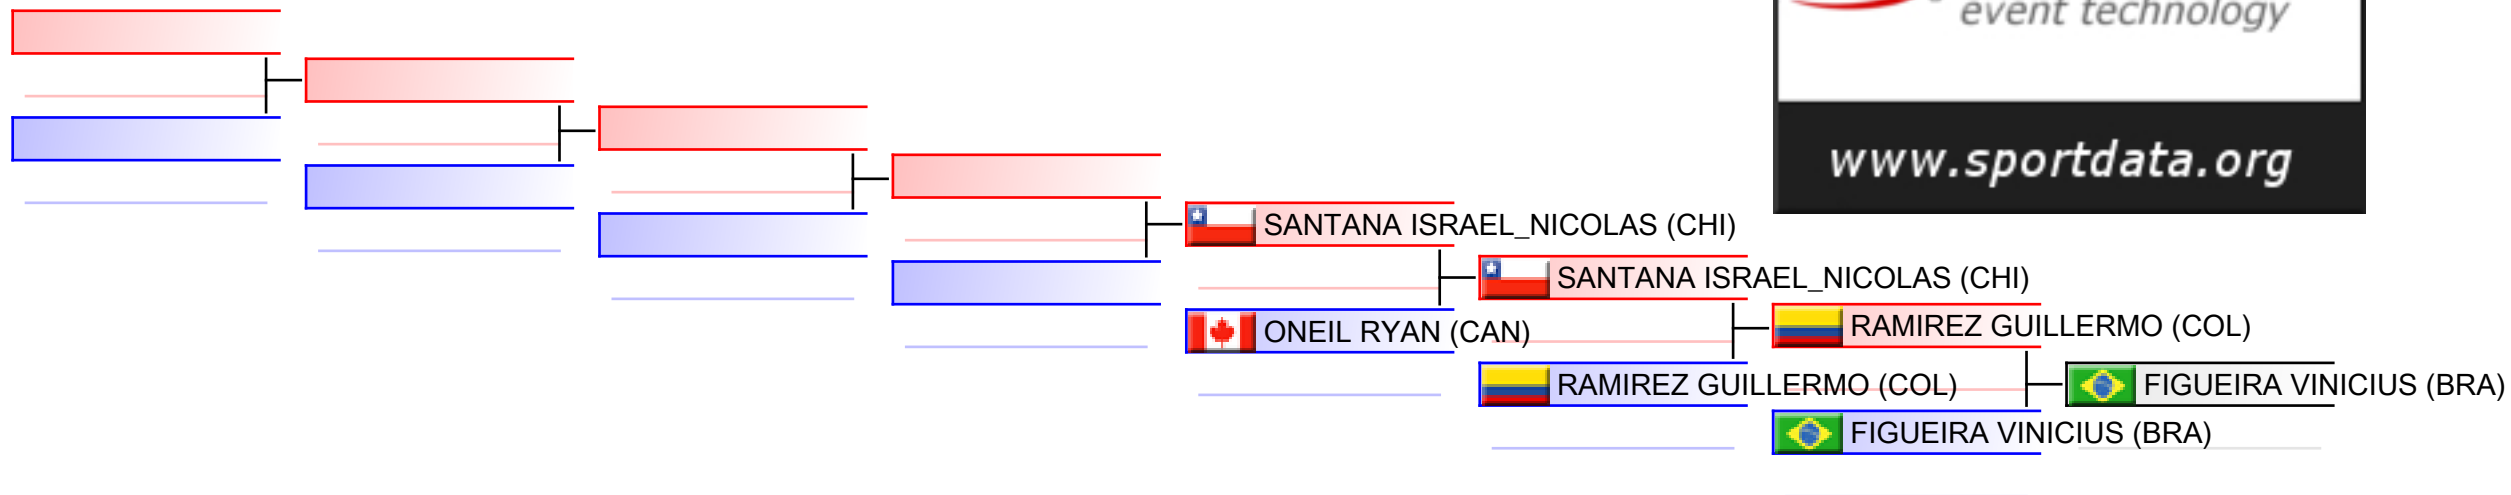 event technology
www.sportdata.org
SANTANA ISRAEL_NICOLAS (CHI)
SANTANA ISRAEL_NICOLAS (CHI)
ONEIL RYAN (CAN)
RAMIREZ GUILLERMO (COL)
RAMIREZ GUILLERMO (COL)
FIGUEIRA VINICIUS (BRA)
FIGUEIRA VINICIUS (BRA)